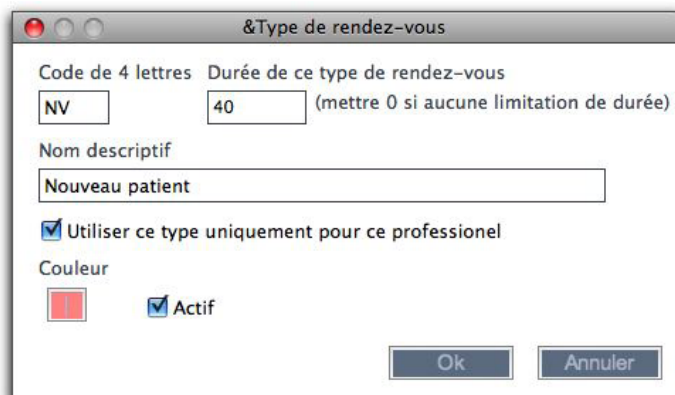 &Type de rendez-vous
Code de 4 lettres Durée de ce type de rendez-vous
NV 40 (mettre 0 si aucune limitation de durée)
Nom descriptif
Nouveau patient
Utiliser ce type uniquement pour ce professionel
Couleur
Actif
Ok Annuler